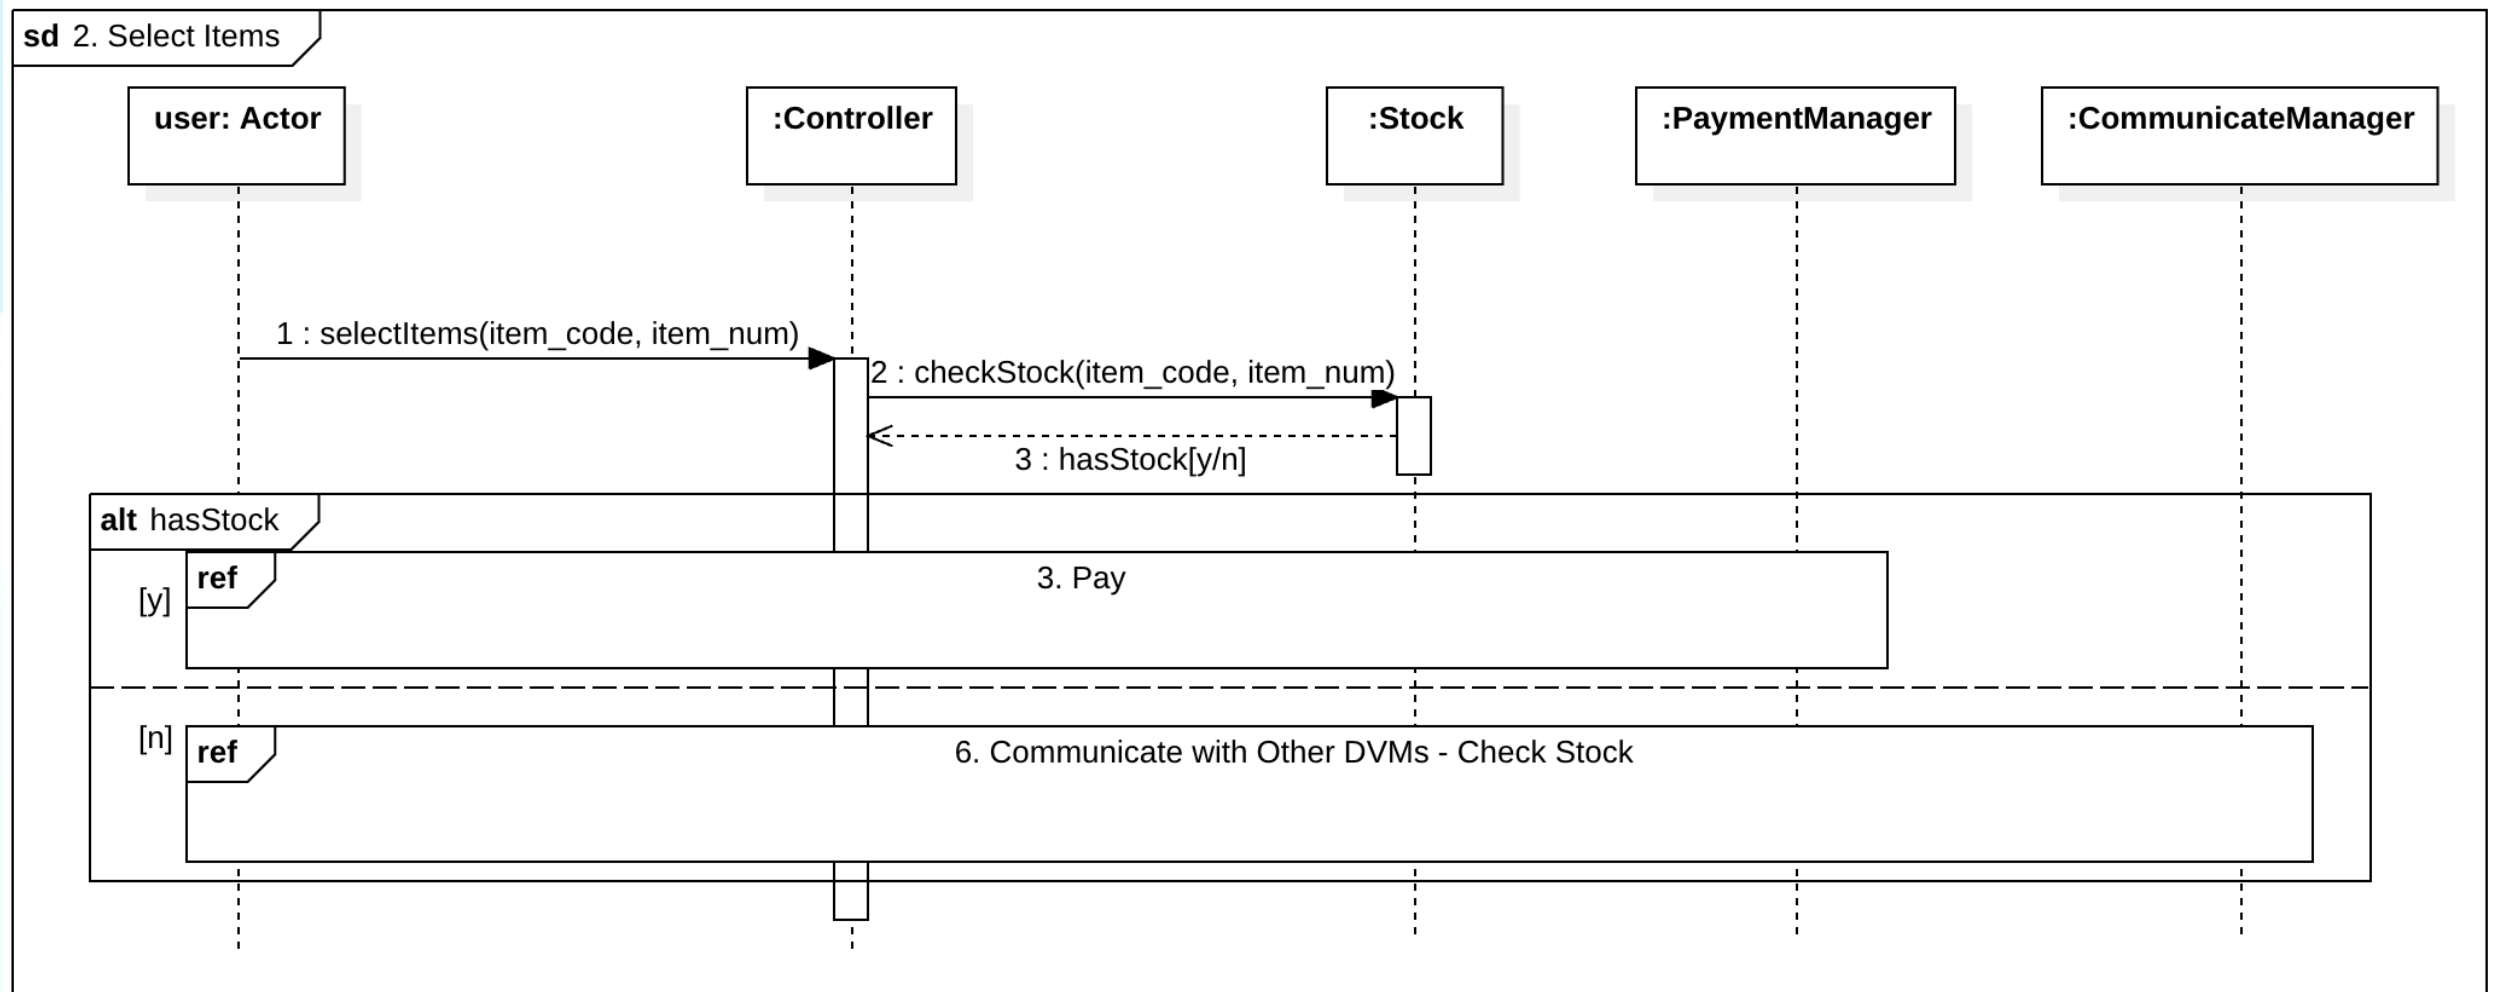 sd 2. Select Items
user: Actor
:Controller
:Stock
:PaymentManager
:CommunicateManager
1 : selectItems(item_code, item_num)
2 : checkStock(item_code, item_num)
3 : hasStock[y/n]
alt hasStock
[y]
ref
3. Pay
[n]
ref
6. Communicate with Other DVMs - Check Stock